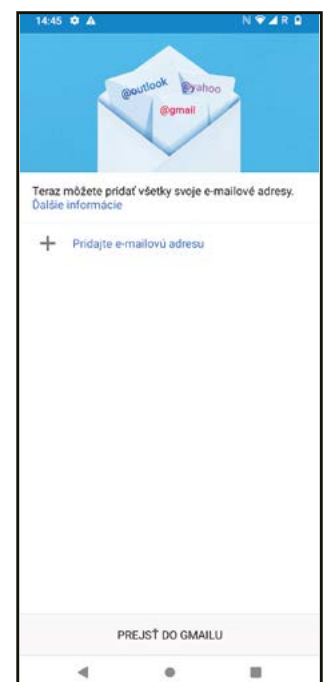 14:45 N R
@outlook @yahoo
@gmail
Teraz môžete pridať všetky svoje e-mailové adresy.
Ďalšie informácie
+ Pridajte e-mailovú adresu
PREJSŤ DO GMAILU